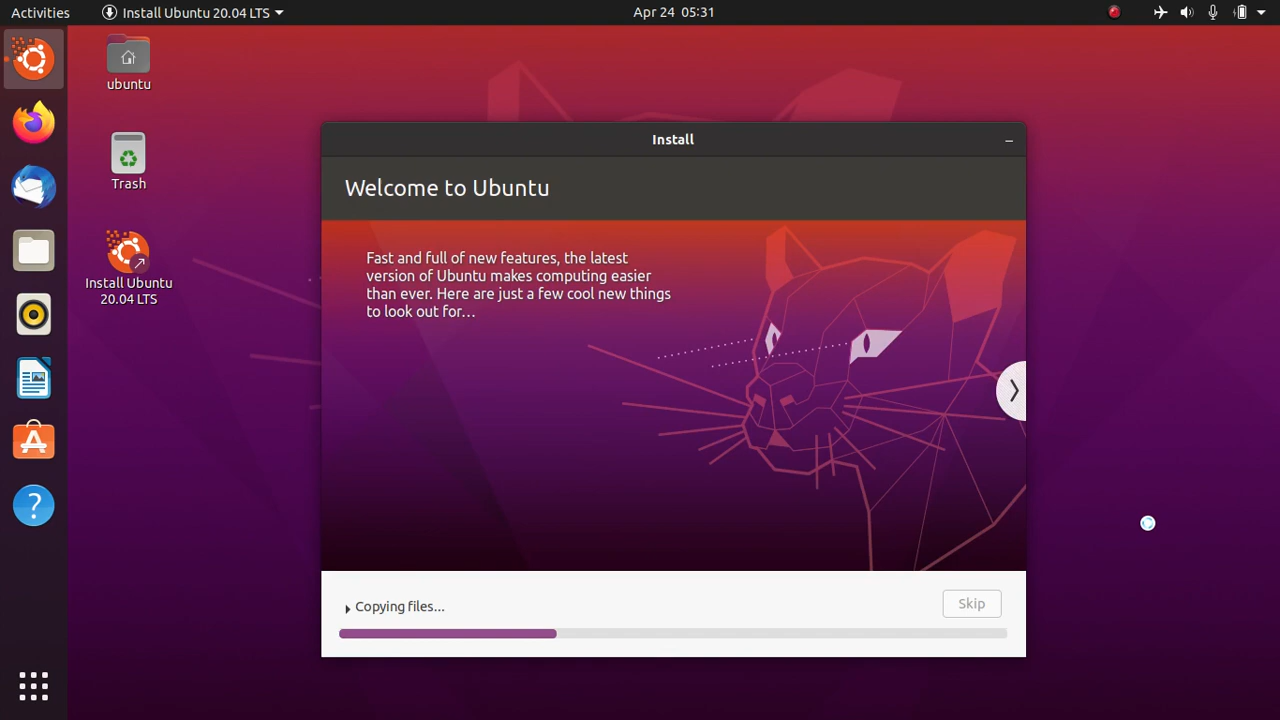 Activities
Install Ubuntu 20.04 LTS
Apr 24 05:31
ubuntu
Trash
Install Ubuntu
20.04 LTS
Install
Welcome to Ubuntu
Fast and full of new features, the latest
version of Ubuntu makes computing easier
than ever. Here are just a few cool new things
to look out for...
Copying files...
Skip
?